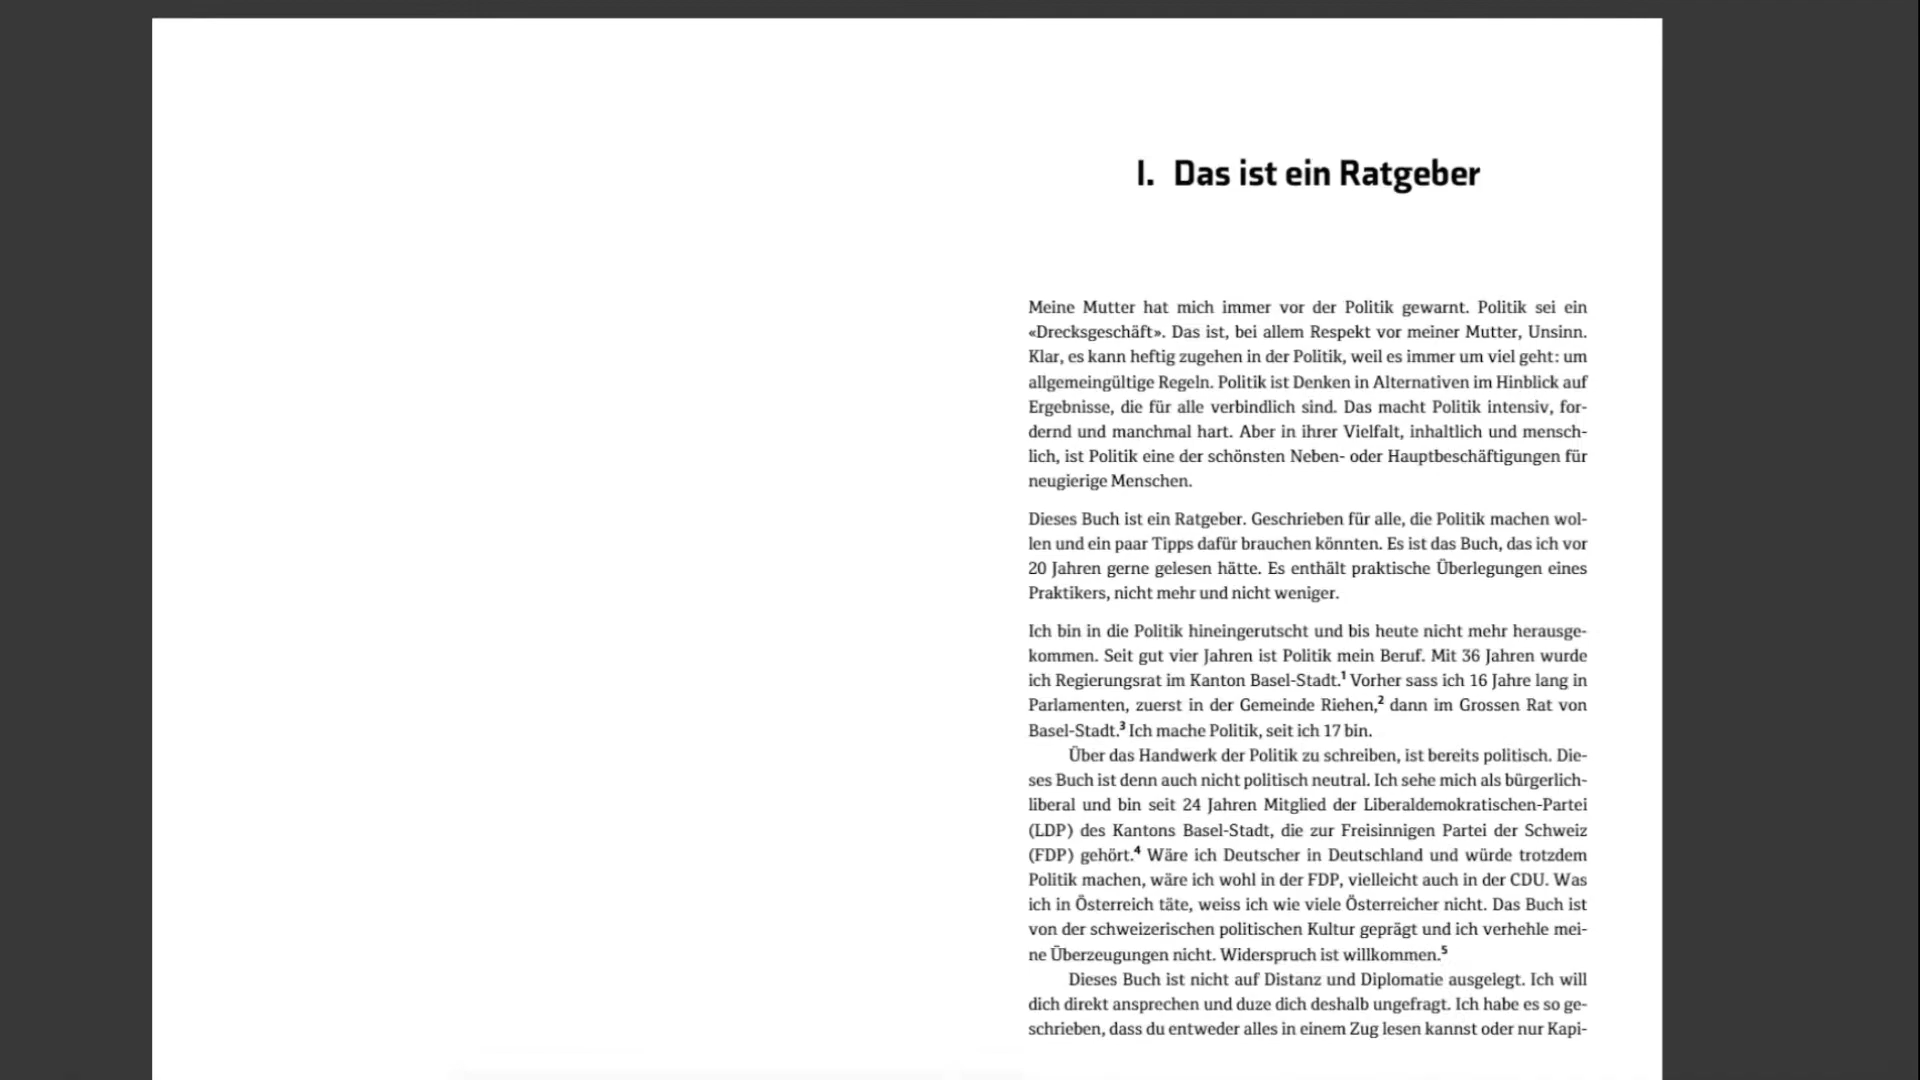 I. Das ist ein Ratgeber
Meine Mutter hat mich immer vor der Politik gewarnt. Politik sei ein
«Drecksgeschäft». Das ist, bei allem Respekt vor meiner Mutter, Unsinn.
Klar, es kann heftig zugehen in der Politik, weil es immer um viel geht: um
allgemeingültige Regeln. Politik ist Denken in Alternativen im Hinblick auf
Ergebnisse, die für alle verbindlich sind. Das macht Politik intensiv, for-
dernd und manchmal hart. Aber in ihrer Vielfalt, inhaltlich und mensch-
lich, ist Politik eine der schönsten Neben- oder Hauptbeschäftigungen für
neugierige Menschen.
Dieses Buch ist ein Ratgeber. Geschrieben für alle, die Politik machen wol-
len und ein paar Tipps dafür brauchen könnten. Es ist das Buch, das ich vor
20 Jahren gerne gelesen hätte. Es enthält praktische Überlegungen eines
Praktikers, nicht mehr und nicht weniger.
Ich bin in die Politik hineingerutscht und bis heute nicht mehr herausge-
kommen. Seit gut vier Jahren ist Politik mein Beruf. Mit 36 Jahren wurde
ich Regierungsrat im Kanton Basel-Stadt.¹ Vorher sass ich 16 Jahre lang in
Parlamenten, zuerst in der Gemeinde Riehen,² dann im Grossen Rat von
Basel-Stadt.³ Ich mache Politik, seit ich 17 bin.
Über das Handwerk der Politik zu schreiben, ist bereits politisch. Die-
ses Buch ist denn auch nicht politisch neutral. Ich sehe mich als bürgerlich-
liberal und bin seit 24 Jahren Mitglied der Liberaldemokratischen-Partei
(LDP) des Kantons Basel-Stadt, die zur Freisinnigen Partei der Schweiz
(FDP) gehört.⁴ Wäre ich Deutscher in Deutschland und würde trotzdem
Politik machen, wäre ich wohl in der FDP, vielleicht auch in der CDU. Was
ich in Österreich täte, weiss ich wie viele Österreicher nicht. Das Buch ist
von der schweizerischen politischen Kultur geprägt und ich verhehle mei-
ne Überzeugungen nicht. Widerspruch ist willkommen.⁵
Dieses Buch ist nicht auf Distanz und Diplomatie ausgelegt. Ich will
dich direkt ansprechen und duze dich deshalb ungefragt. Ich habe es so ge-
schrieben, dass du entweder alles in einem Zug lesen kannst oder nur Kapi-